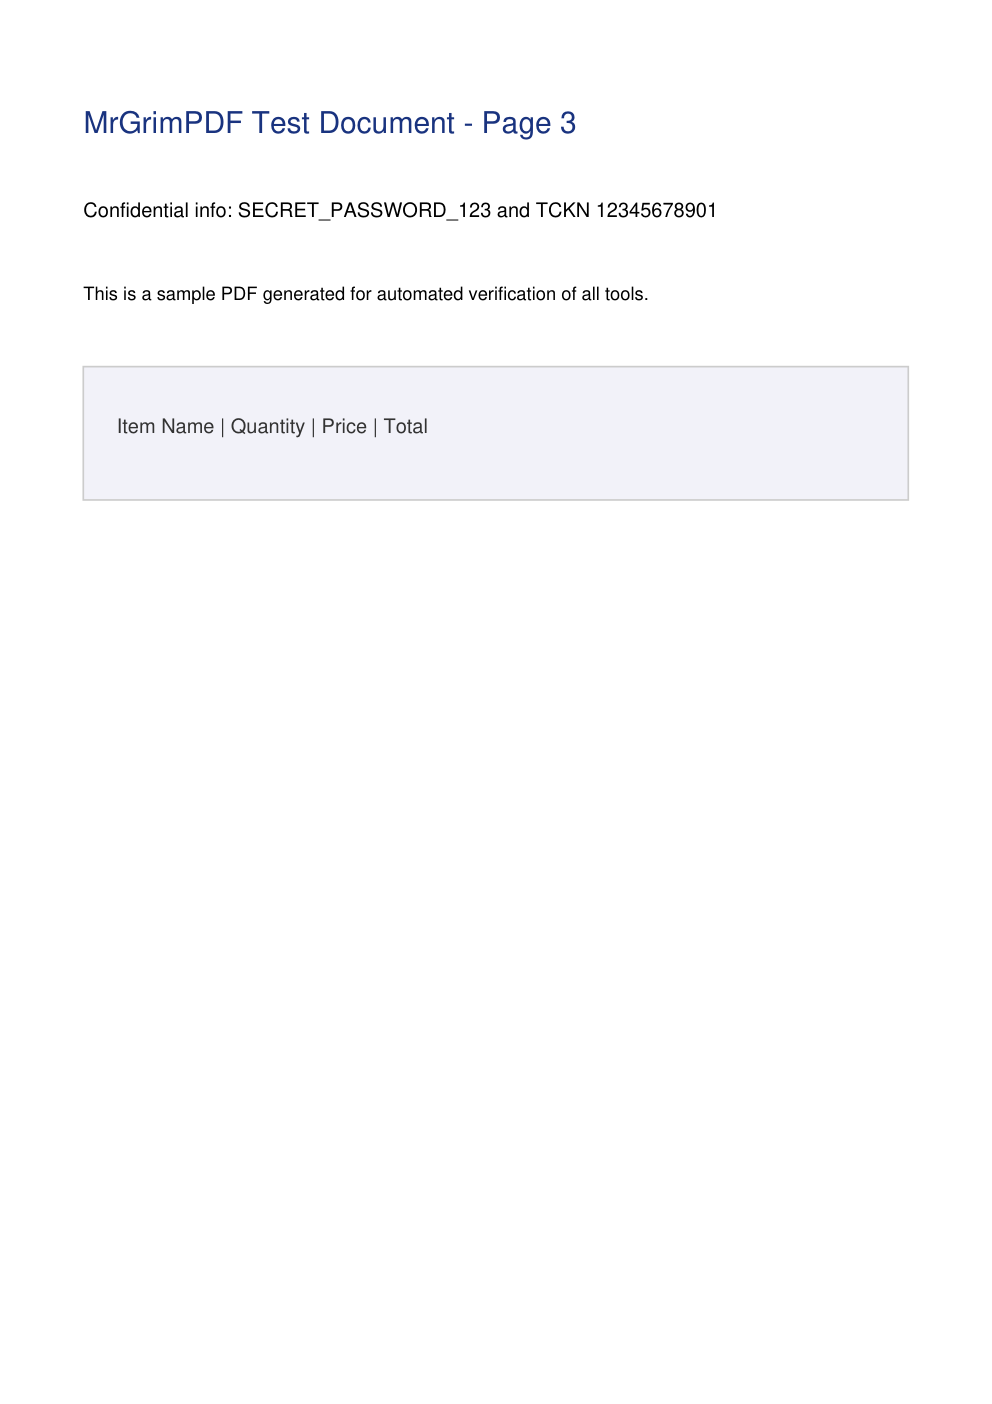 MrGrimPDF Test Document - Page 3
Confidential info: SECRET_PASSWORD_123 and TCKN 12345678901
This is a sample PDF generated for automated verification of all tools.
Item Name | Quantity | Price | Total